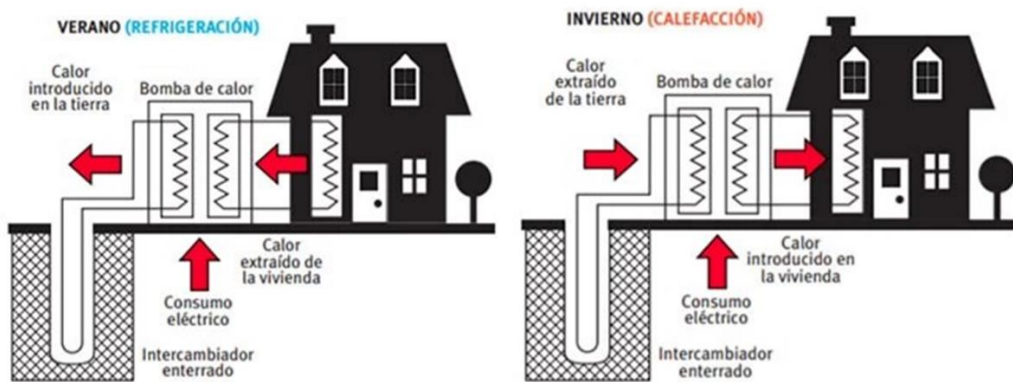 VERANO (REFRIGERACIÓN)
Calor
introducido
en la tierra
Bomba de calor
Calor
extraído de
la vivienda
Consumo
eléctrico
Intercambiador
enterrado
INVIERNO (CALEFACCIÓN)
Calor
extraído
de la tierra
Bomba de calor
Calor
introducido en
la vivienda
Consumo
eléctrico
Intercambiador
enterrado